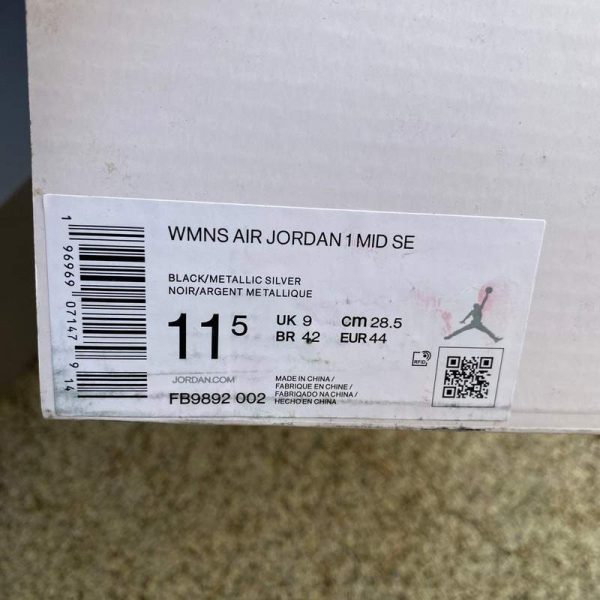 WMNS AIR JORDAN 1 MID SE
BLACK/METALLIC SILVER
NOIR/ARGENT METALLIQUE
11 5
UK 9 cm 28.5
BR 42 EUR 44
RFID
JORDAN.COM
FB9892 002
MADE IN CHINA /
FABRIQUE EN CHINE /
FABRIQADO NA CHINA /
HECHO EN CHINA
1 96969 07147 9 14